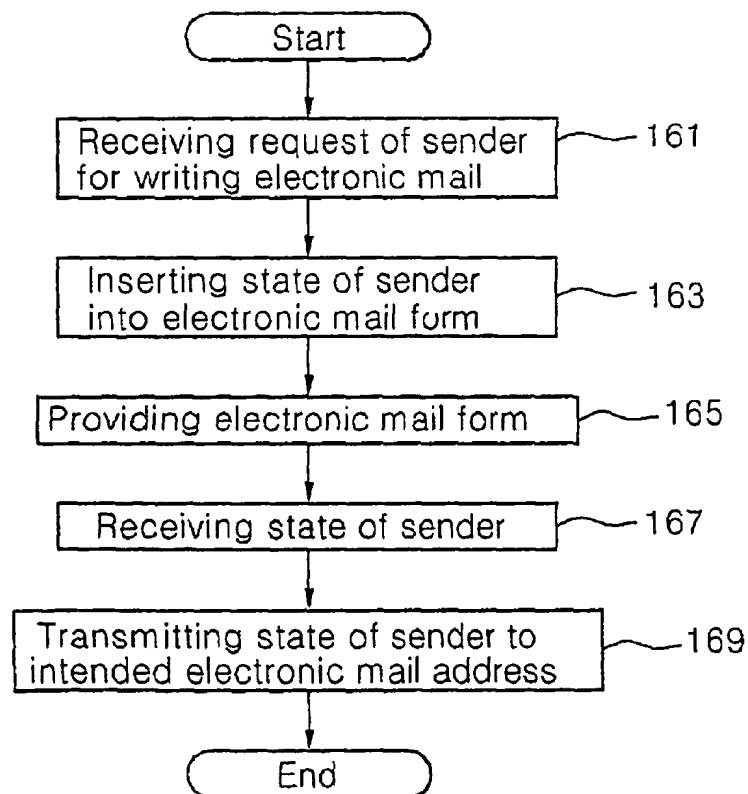 Start
Receiving request of sender
for writing electronic mail
161
Inserting state of sender
into electronic mail form
163
Providing electronic mail form
165
Receiving state of sender
167
Transmitting state of sender to
intended electronic mail address
169
End